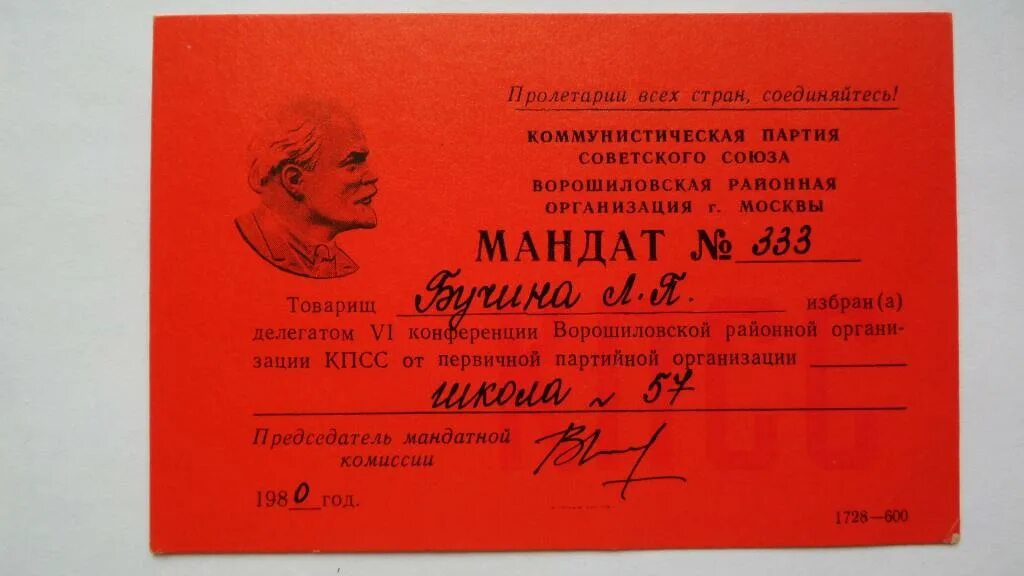 Пролетарии всех стран, соединяйтесь!
КОММУНИСТИЧЕСКАЯ ПАРТИЯ
СОВЕТСКОГО СОЮЗА
ВОРОШИЛОВСКАЯ РАЙОННАЯ
ОРГАНИЗАЦИЯ г. МОСКВЫ
МАНДАТ № 333
Товарищ Бучина Л.П. избран(а)
делегатом VI конференции Ворошиловской районной органи-
зации КПСС от первичной партийной организации
школа № 57
Председатель мандатной
комиссии
1980 год.
1728—600